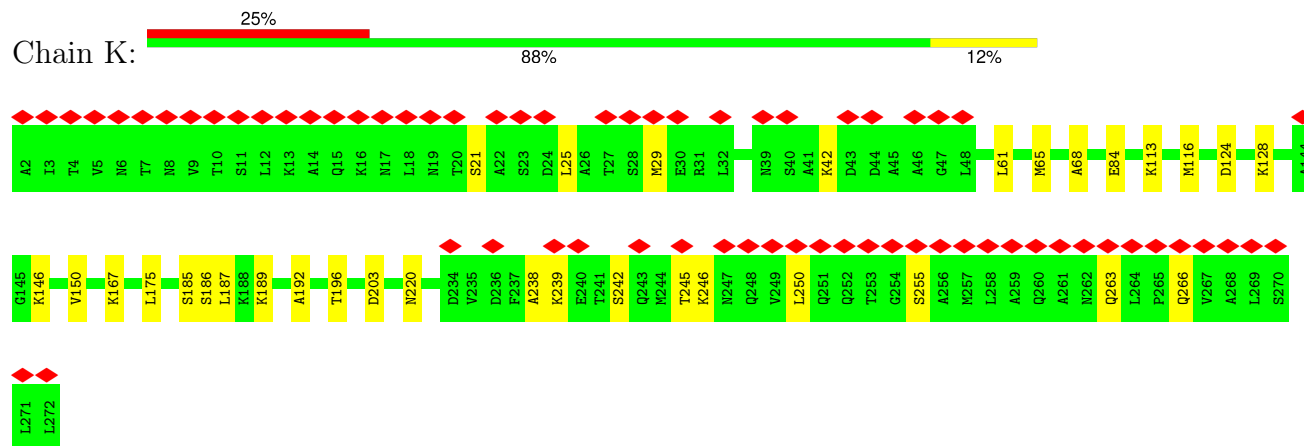 25%
Chain K:
88% 12%
A2 I3 T4 V5 N6 T7 N8 V9 T10 S11 L12 K13 A14 Q15 K16 N17 L18 N19 T20 S21 A22 S23 D24 L25 A26 T27 S28 M29 E30 R31 L32 N39 S40 A41 K42 D43 D44 A45 A46 G47 L48 L61 M65 A68 E84 K113 M116 D124 K128 A144
G145 K146 V150 K167 L175 S185 S186 L187 K188 K189 A192 T196 D203 N220 D234 V235 D236 F237 A238 K239 E240 T241 S242 Q243 M244 T245 K246 N247 Q248 V249 L250 Q251 Q252 T253 G254 S255 A256 M257 L258 A259 Q260 A261 N262 Q263 L264 P265 Q266 V267 A268 L269 S270
L271 L272